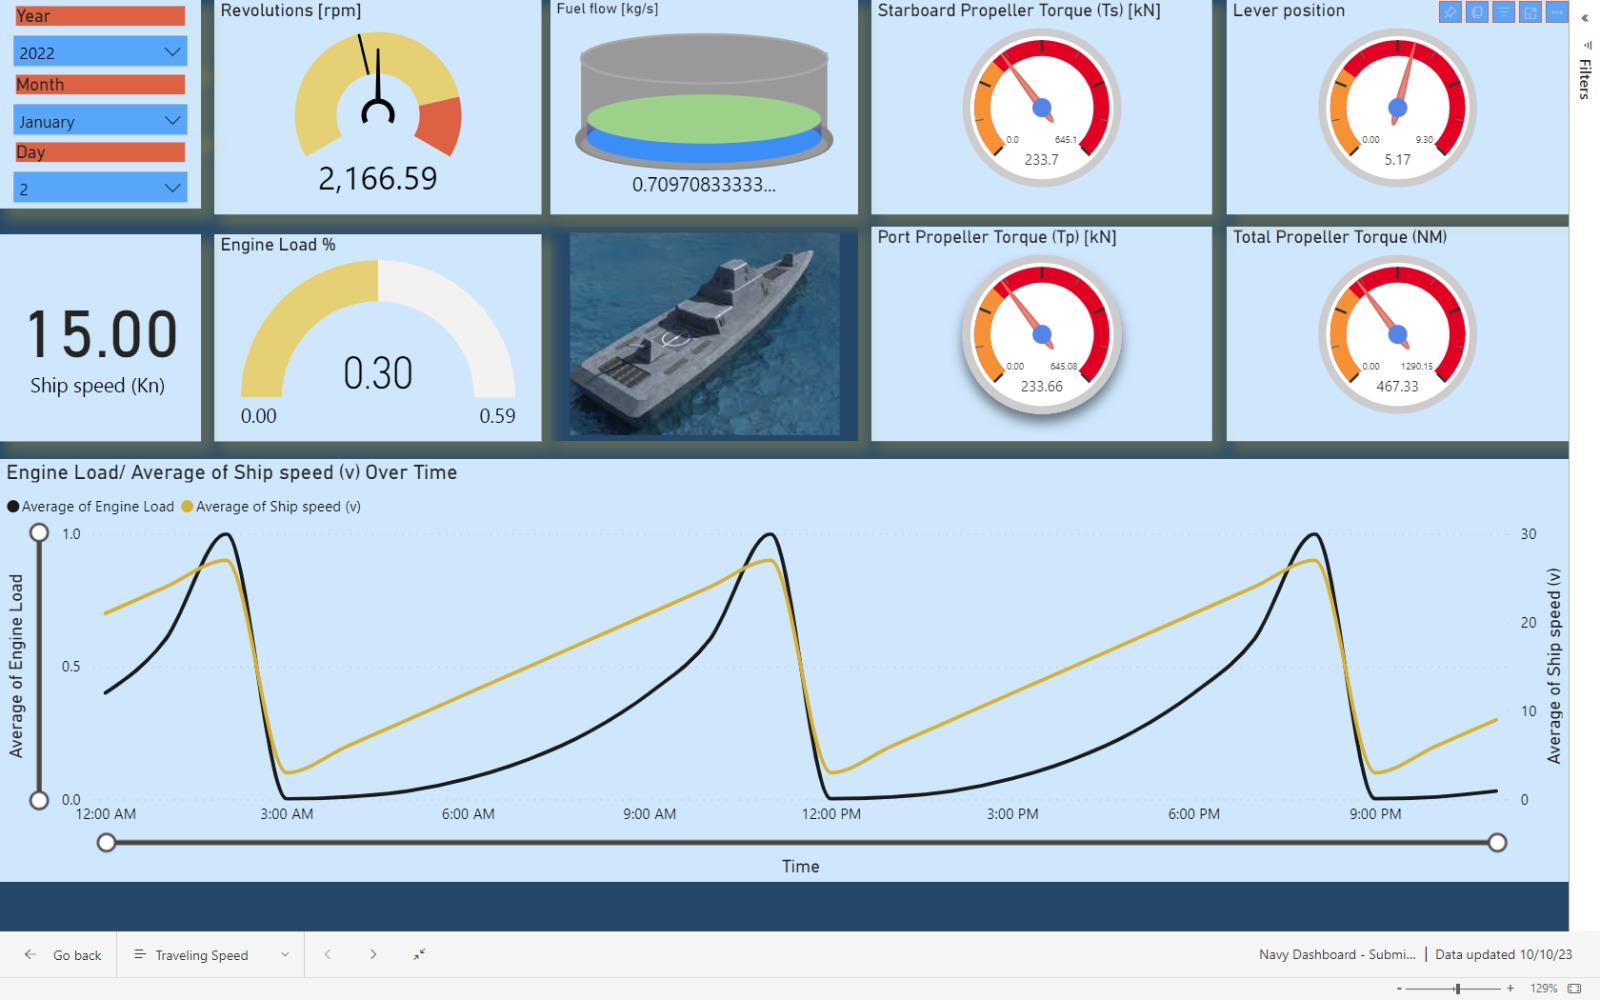 Year
2022
Month
January
Day
2
Revolutions [rpm]
2,166.59
Fuel flow [kg/s]
0.70970833333...
Starboard Propeller Torque (Ts) [kN]
0.0
645.1
233.7
Lever position
0.00
9.30
5.17
Filters
15.00
Ship speed (Kn)
Engine Load %
0.30
0.00
0.59
Port Propeller Torque (Tp) [kN]
0.00
645.08
233.66
Total Propeller Torque (NM)
0.00
1290.15
467.33
Engine Load/ Average of Ship speed (v) Over Time
Average of Engine Load
Average of Ship speed (v)
Average of Engine Load
1.0
0.5
0.0
30
20
10
0
Average of Ship speed (v)
12:00 AM
3:00 AM
6:00 AM
9:00 AM
12:00 PM
3:00 PM
6:00 PM
9:00 PM
Time
Go back
Traveling Speed
Navy Dashboard - Submi... | Data updated 10/10/23
- + 129%